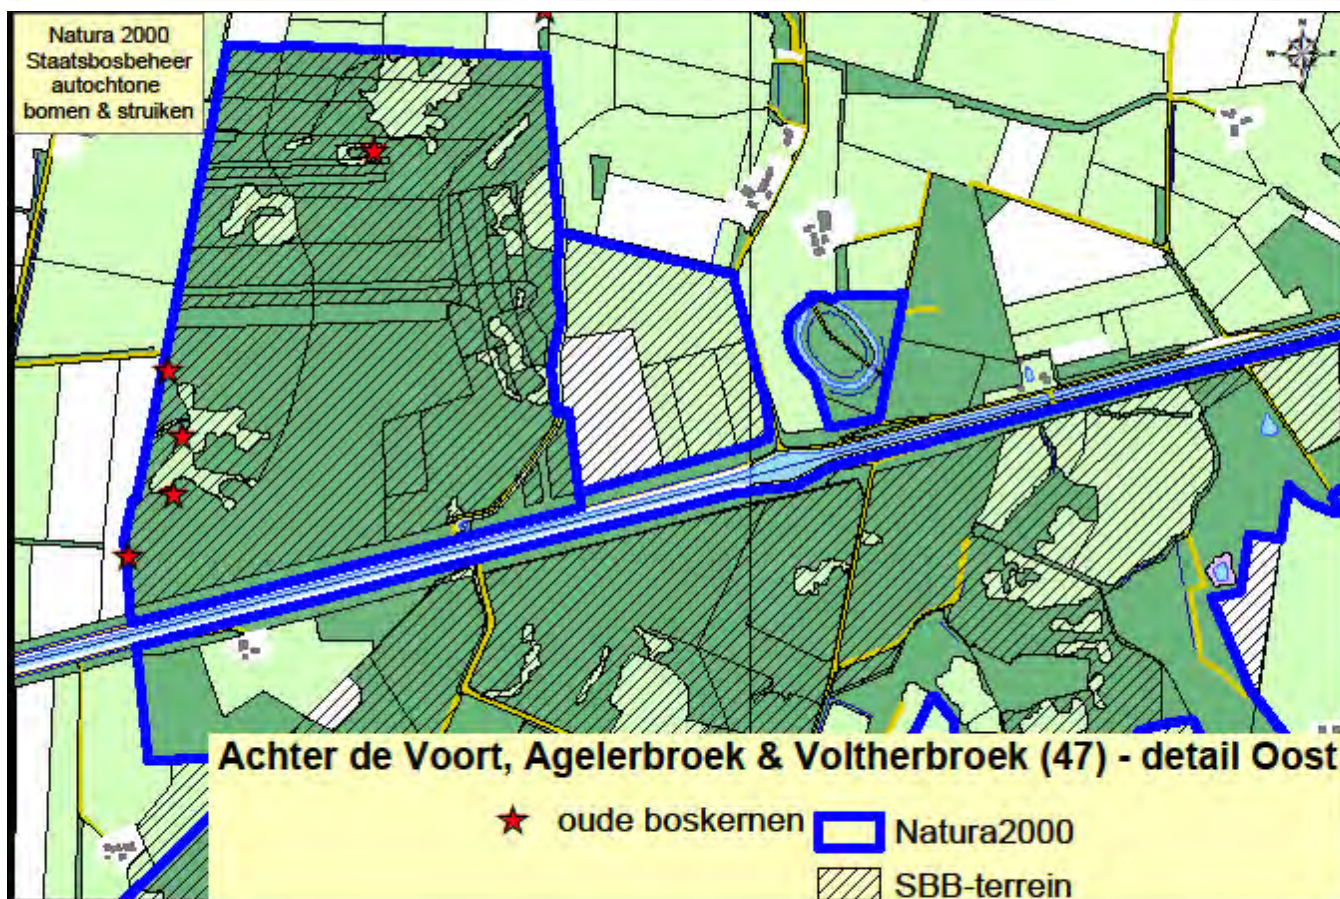 Natura 2000
Staatsbosbeheer
autochtone
bomen & struiken
N
W
Achter de Voort, Agelerbroek & Voltherbroek (47) - detail Oost
oude boskernen
Natura2000
SBB-terrein